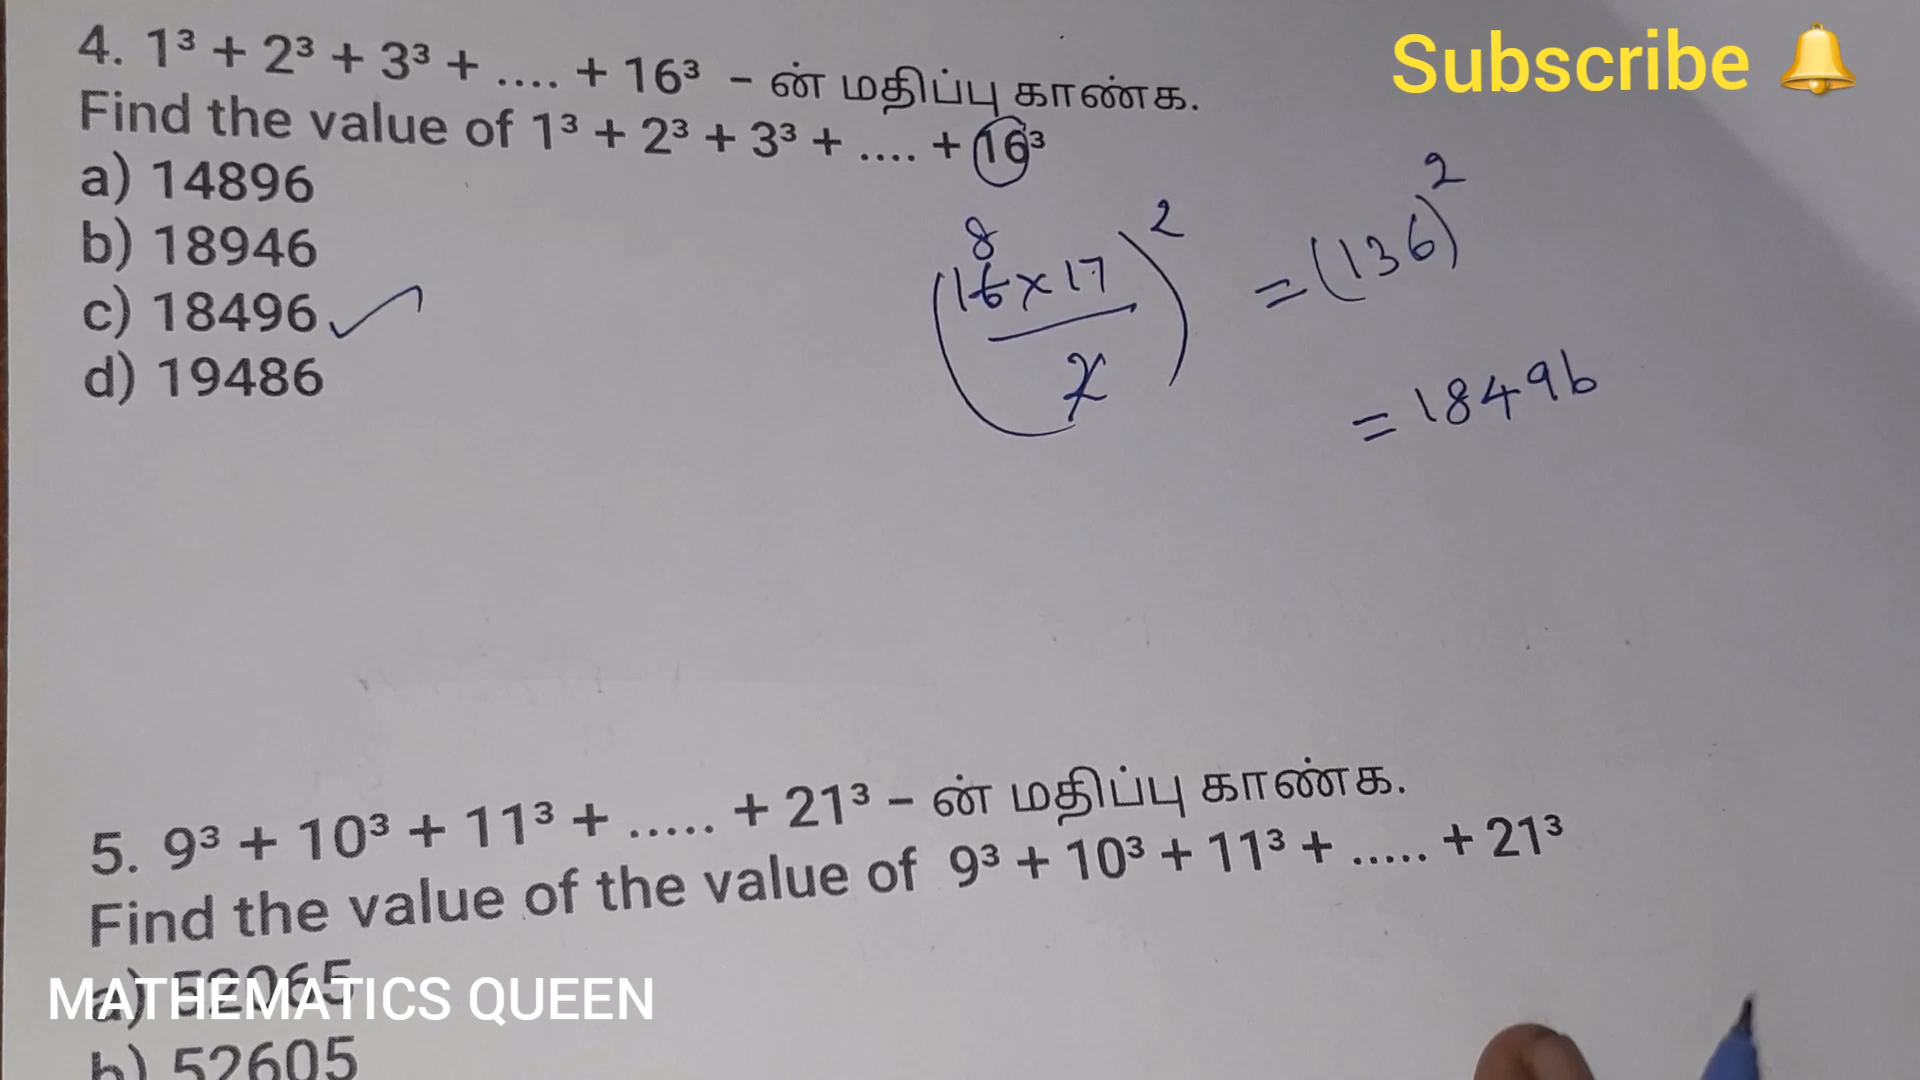 4. 1³ + 2³ + 3³ + .... + 16³ – ன் மதிப்பு காண்க.
Find the value of 1³ + 2³ + 3³ + .... + 16³
a) 14896
b) 18946
c) 18496
d) 19486
Subscribe 🔔
8
(16 x 17 / 2)² = (136)²
= 18496
5. 9³ + 10³ + 11³ + ..... + 21³ – ன் மதிப்பு காண்க.
Find the value of the value of 9³ + 10³ + 11³ + ..... + 21³
a) 52065
MATHEMATICS QUEEN
b) 52605